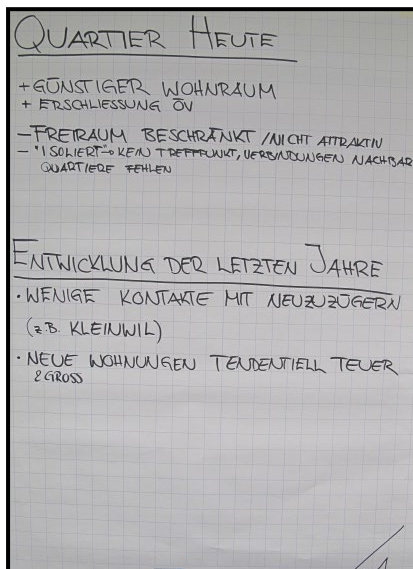 QUARTIER HEUTE
+ GÜNSTIGER WOHNRAUM
+ ERSCHLIESSUNG ÖV
- FREIRAUM BESCHRÄNKT / NICHT ATTRAKTIV
- "ISOLIERT" → KEIN TREFFPUNKT, VERBINDUNGEN NACHBAR
QUARTIERE FEHLEN
ENTWICKLUNG DER LETZTEN JAHRE
• WENIGE KONTAKTE MIT NEUZUZÜGERN
(z.B. KLEINWIL)
• NEUE WOHNUNGEN TENDENTIELL TEUER
& GROSS